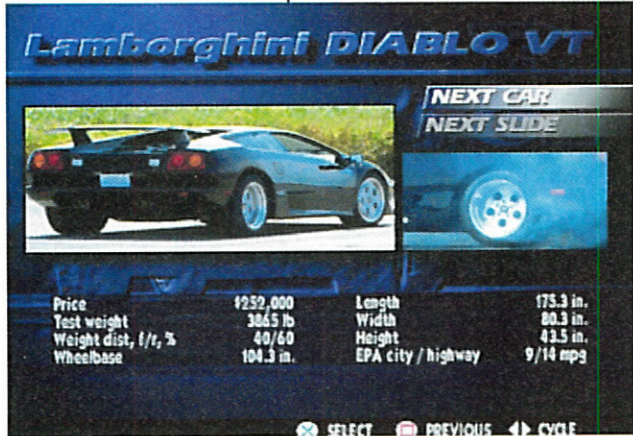 Lamborghini DIABLO VT
NEXT CAR
NEXT SLIDE
Price $252,000 Length 175.3 in.
Test weight 3865 lb Width 80.3 in.
Weight dist, f/r, % 40/60 Height 43.5 in.
Wheelbase 104.3 in. EPA city / highway 9/14 mpg
SELECT PREVIOUS CYCLE